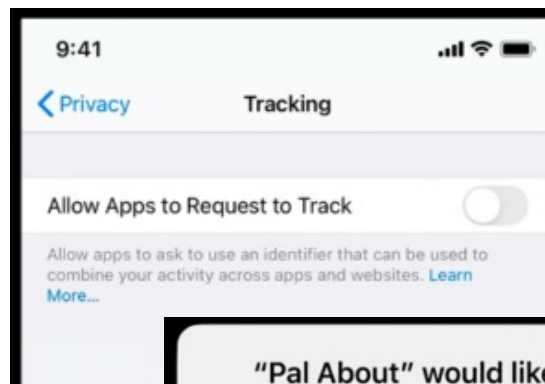 9:41
Privacy
Tracking
Allow Apps to Request to Track
Allow apps to ask to use an identifier that can be used to
combine your activity across apps and websites. Learn
More...
"Pal About" would like